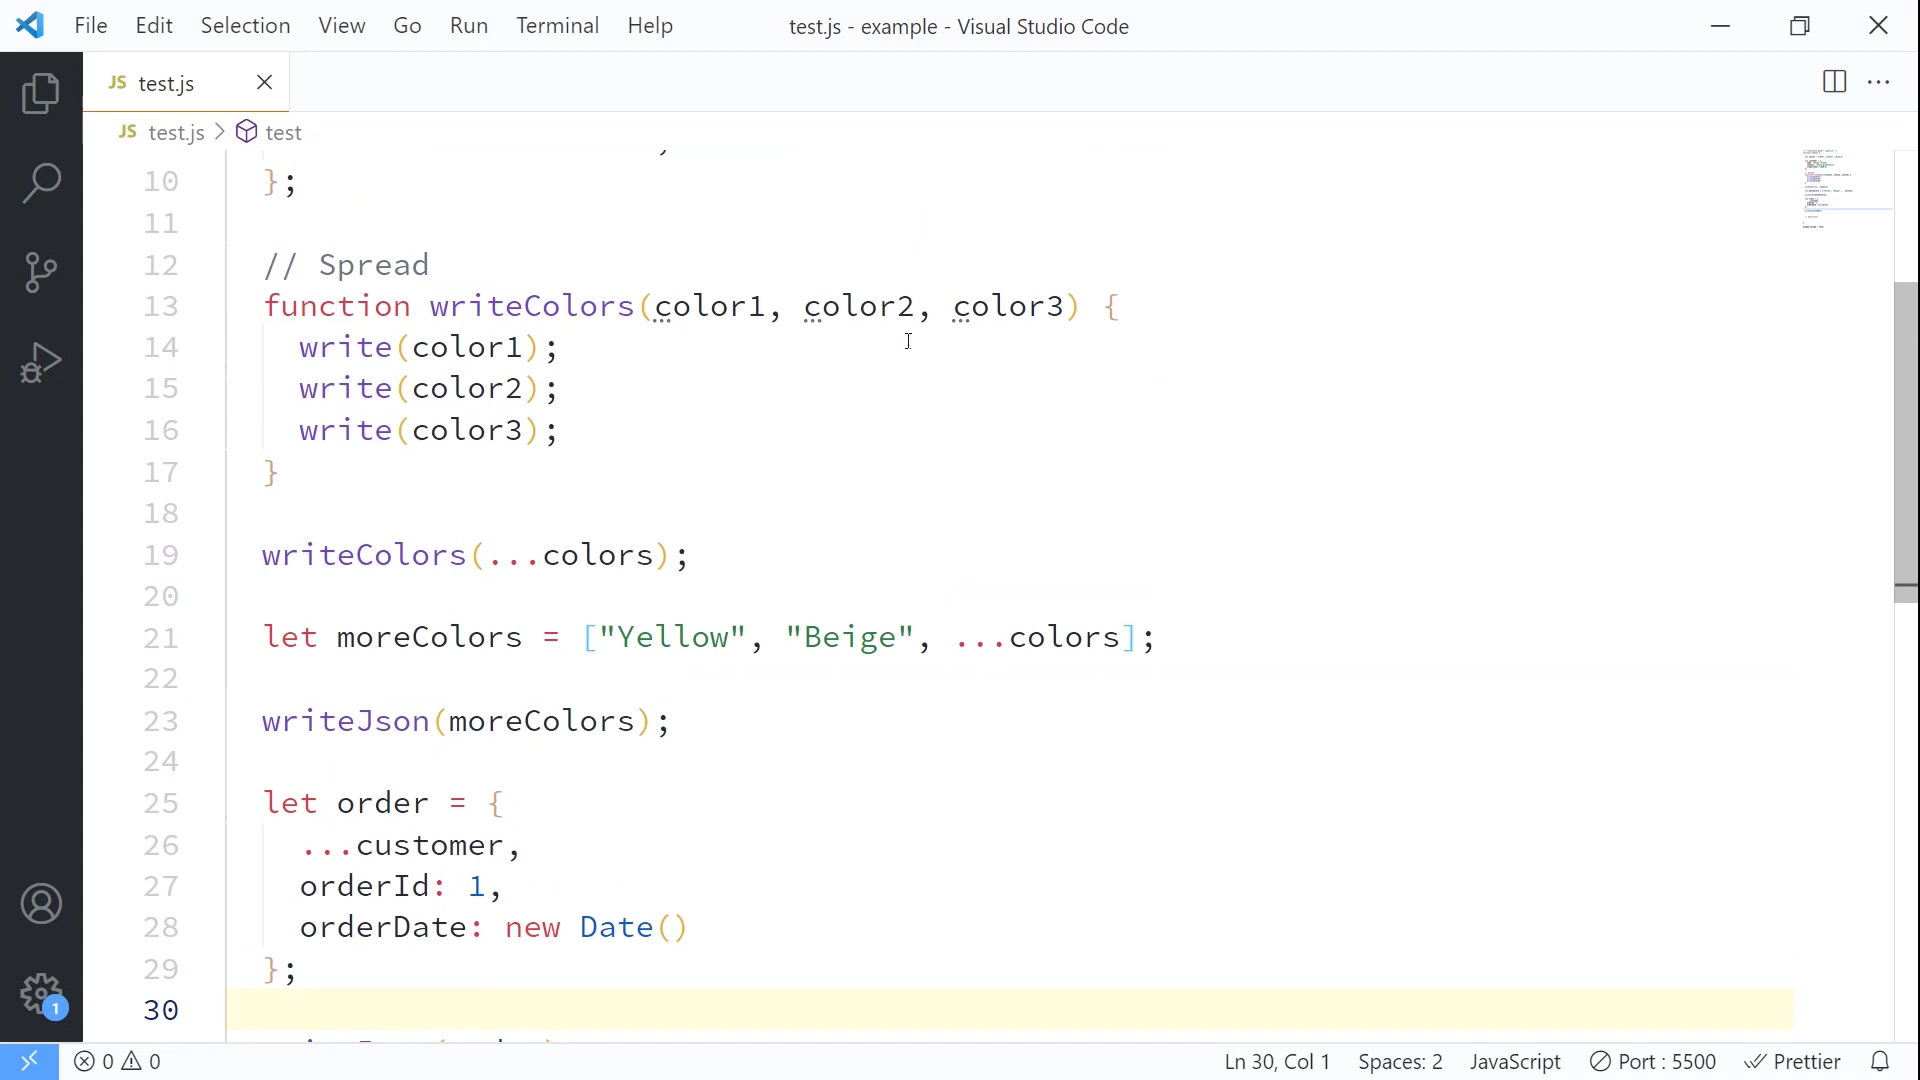 File Edit Selection View Go Run Terminal Help test.js - example - Visual Studio Code
JS test.js
JS test.js > test
10 };
11
12 // Spread
13 function writeColors(color1, color2, color3) {
14 write(color1);
15 write(color2);
16 write(color3);
17 }
18
19 writeColors(...colors);
20
21 let moreColors = ["Yellow", "Beige", ...colors];
22
23 writeJson(moreColors);
24
25 let order = {
26 ...customer,
27 orderId: 1,
28 orderDate: new Date()
29 };
30
1
0 0 Ln 30, Col 1 Spaces: 2 JavaScript Port : 5500 Prettier